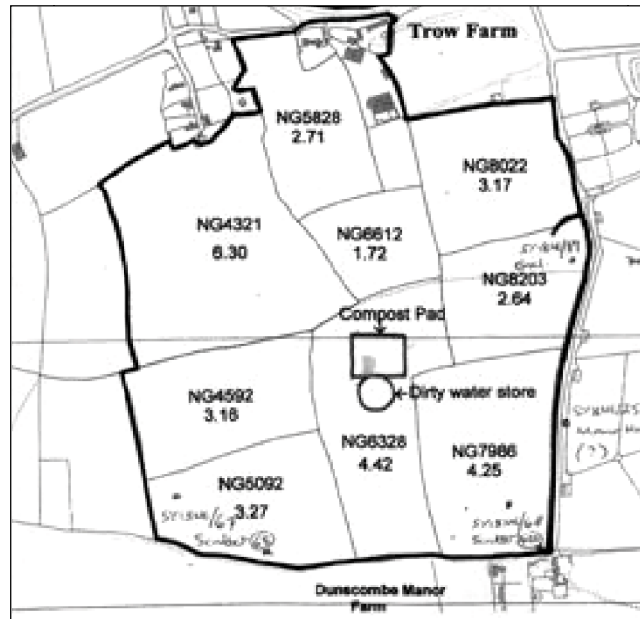 Trow Farm
NG5828
2.71
NG8022
3.17
NG4321
6.30
NG6612
1.72
NG8203
2.64
Compost Pad
NG4592
3.16
Dirty water store
NG6328
4.42
NG7986
4.25
NG5092
3.27
(??)
Dunscombe Manor
Farm